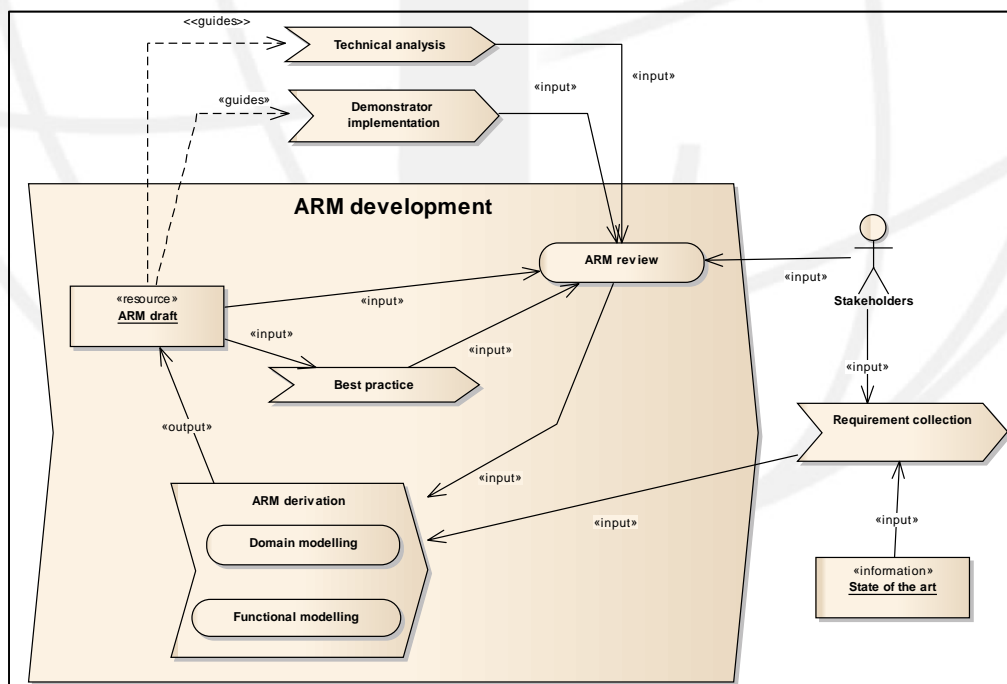 <<guides>>
Technical analysis
«input»
«input»
«guides»
Demonstrator
implementation
ARM development
ARM review
«input»
Stakeholders
«resource»
ARM draft
«input»
«input»
«input»
Best practice
«input»
Requirement collection
«output»
«input»
ARM derivation
Domain modelling
«input»
«input»
Functional modelling
«information»
State of the art